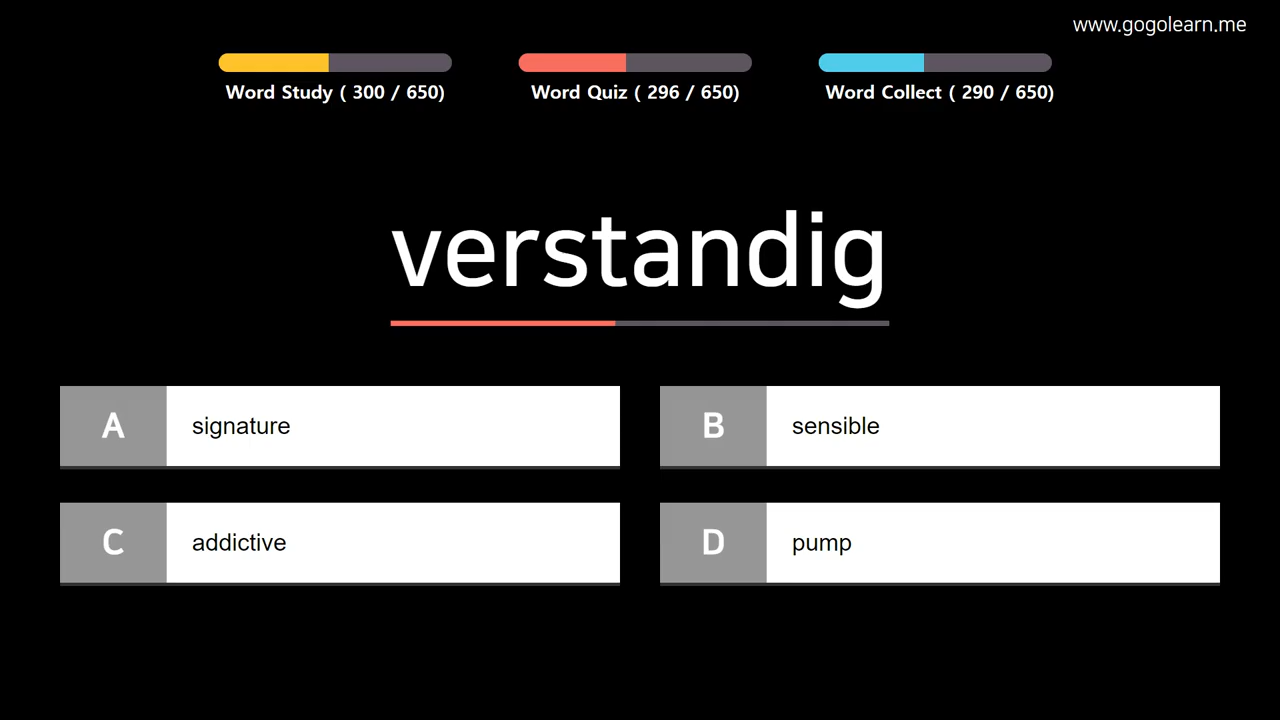 www.gogolearn.me
Word Study ( 300 / 650)
Word Quiz ( 296 / 650)
Word Collect ( 290 / 650)
verstandig
A signature
B sensible
C addictive
D pump